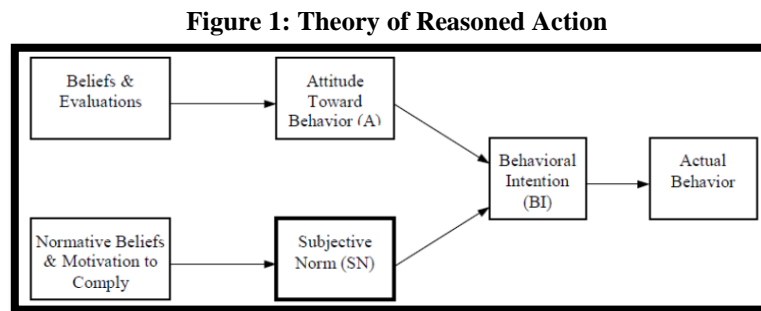 Figure 1: Theory of Reasoned Action
Beliefs &
Evaluations
Attitude
Toward
Behavior (A)
Behavioral
Intention
(BI)
Actual
Behavior
Normative Beliefs
& Motivation to
Comply
Subjective
Norm (SN)